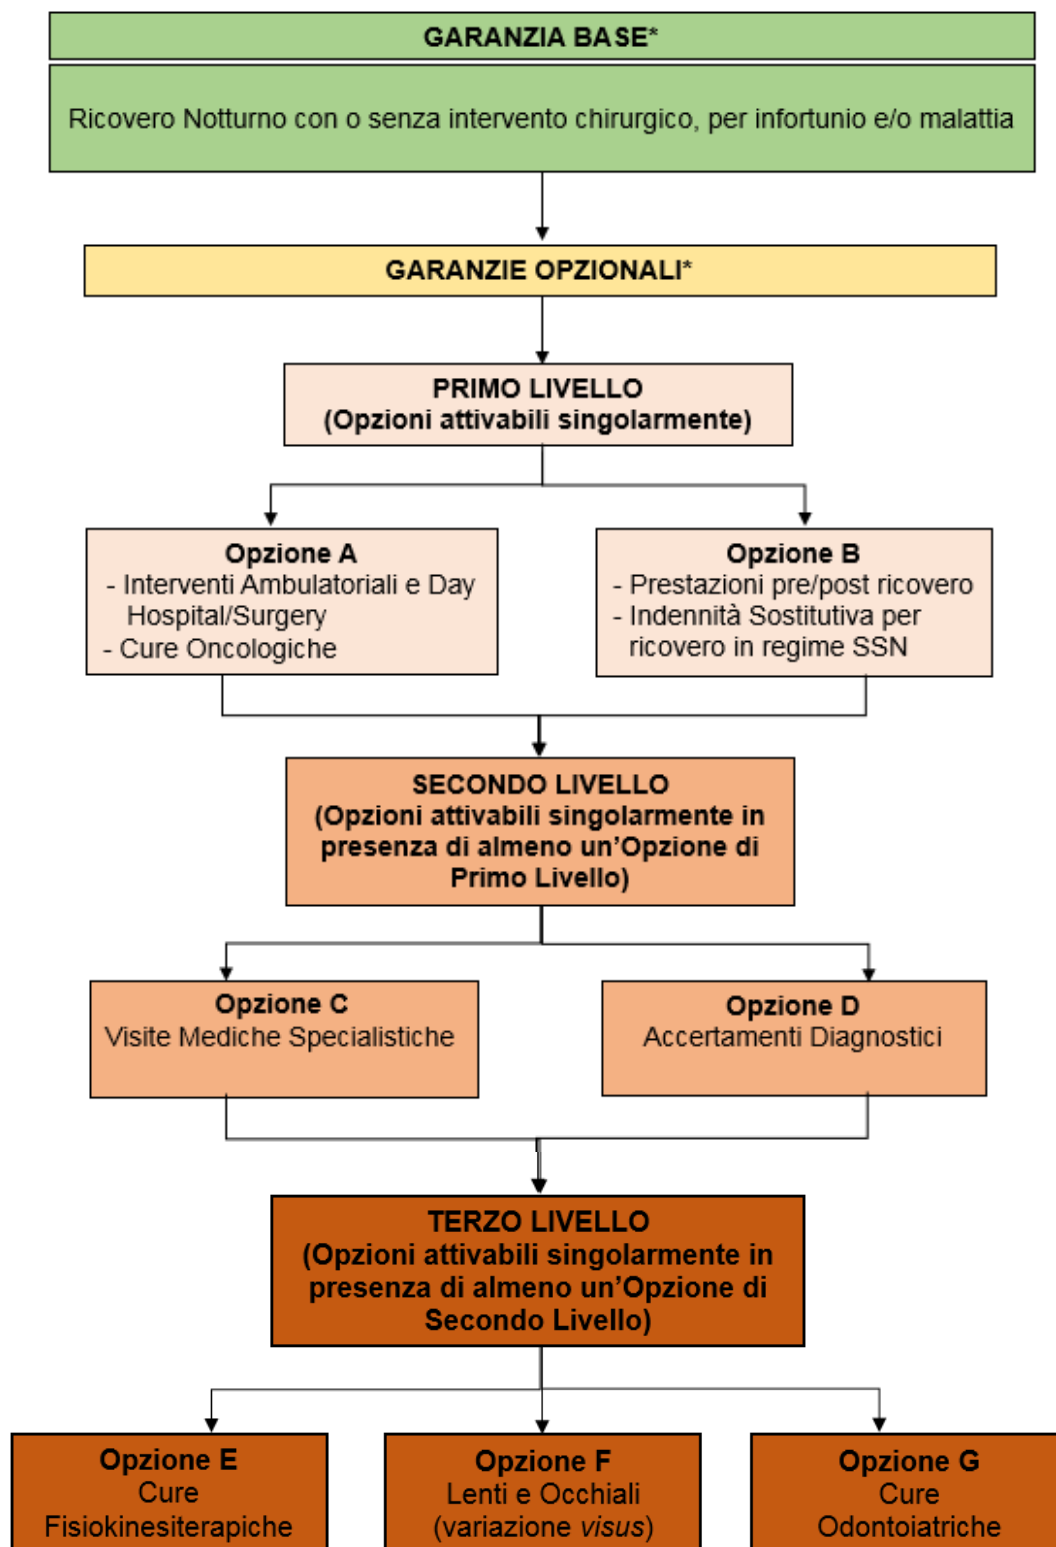 GARANZIA BASE*
Ricovero Notturno con o senza intervento chirurgico, per infortunio e/o malattia
GARANZIE OPZIONALI*
PRIMO LIVELLO
(Opzioni attivabili singolarmente)
Opzione A
- Interventi Ambulatoriali e Day
Hospital/Surgery
- Cure Oncologiche
Opzione B
- Prestazioni pre/post ricovero
- Indennità Sostitutiva per
ricovero in regime SSN
SECONDO LIVELLO
(Opzioni attivabili singolarmente in
presenza di almeno un'Opzione di
Primo Livello)
Opzione C
Visite Mediche Specialistiche
Opzione D
Accertamenti Diagnostici
TERZO LIVELLO
(Opzioni attivabili singolarmente in
presenza di almeno un'Opzione di
Secondo Livello)
Opzione E
Cure
Fisiokinesiterapiche
Opzione F
Lenti e Occhiali
(variazione visus)
Opzione G
Cure
Odontoiatriche